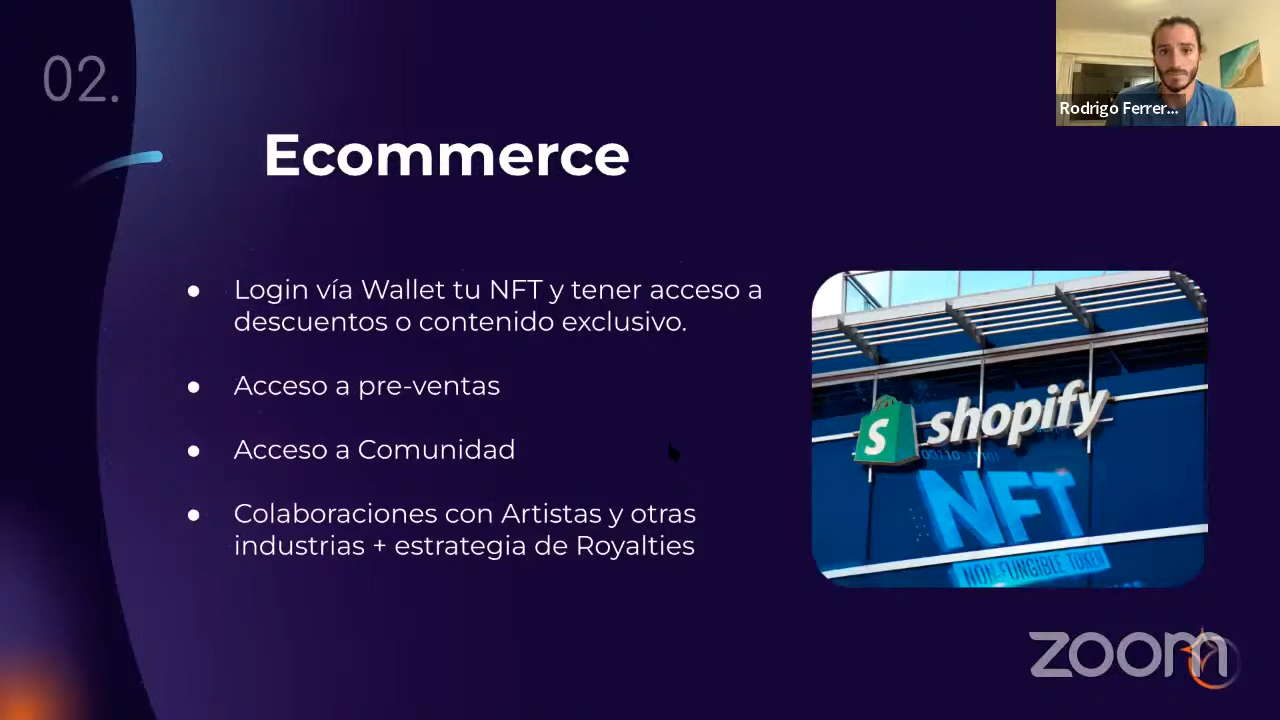 02.
Rodigo Ferrer...
Ecommerce
● Login vía Wallet tu NFT y tener acceso a
descuentos o contenido exclusivo.
● Acceso a pre-ventas
● Acceso a Comunidad
● Colaboraciones con Artistas y otras
industrias + estrategia de Royalties
S shopify
NFT
NON-FUNGIBLE TOKEN
zoom